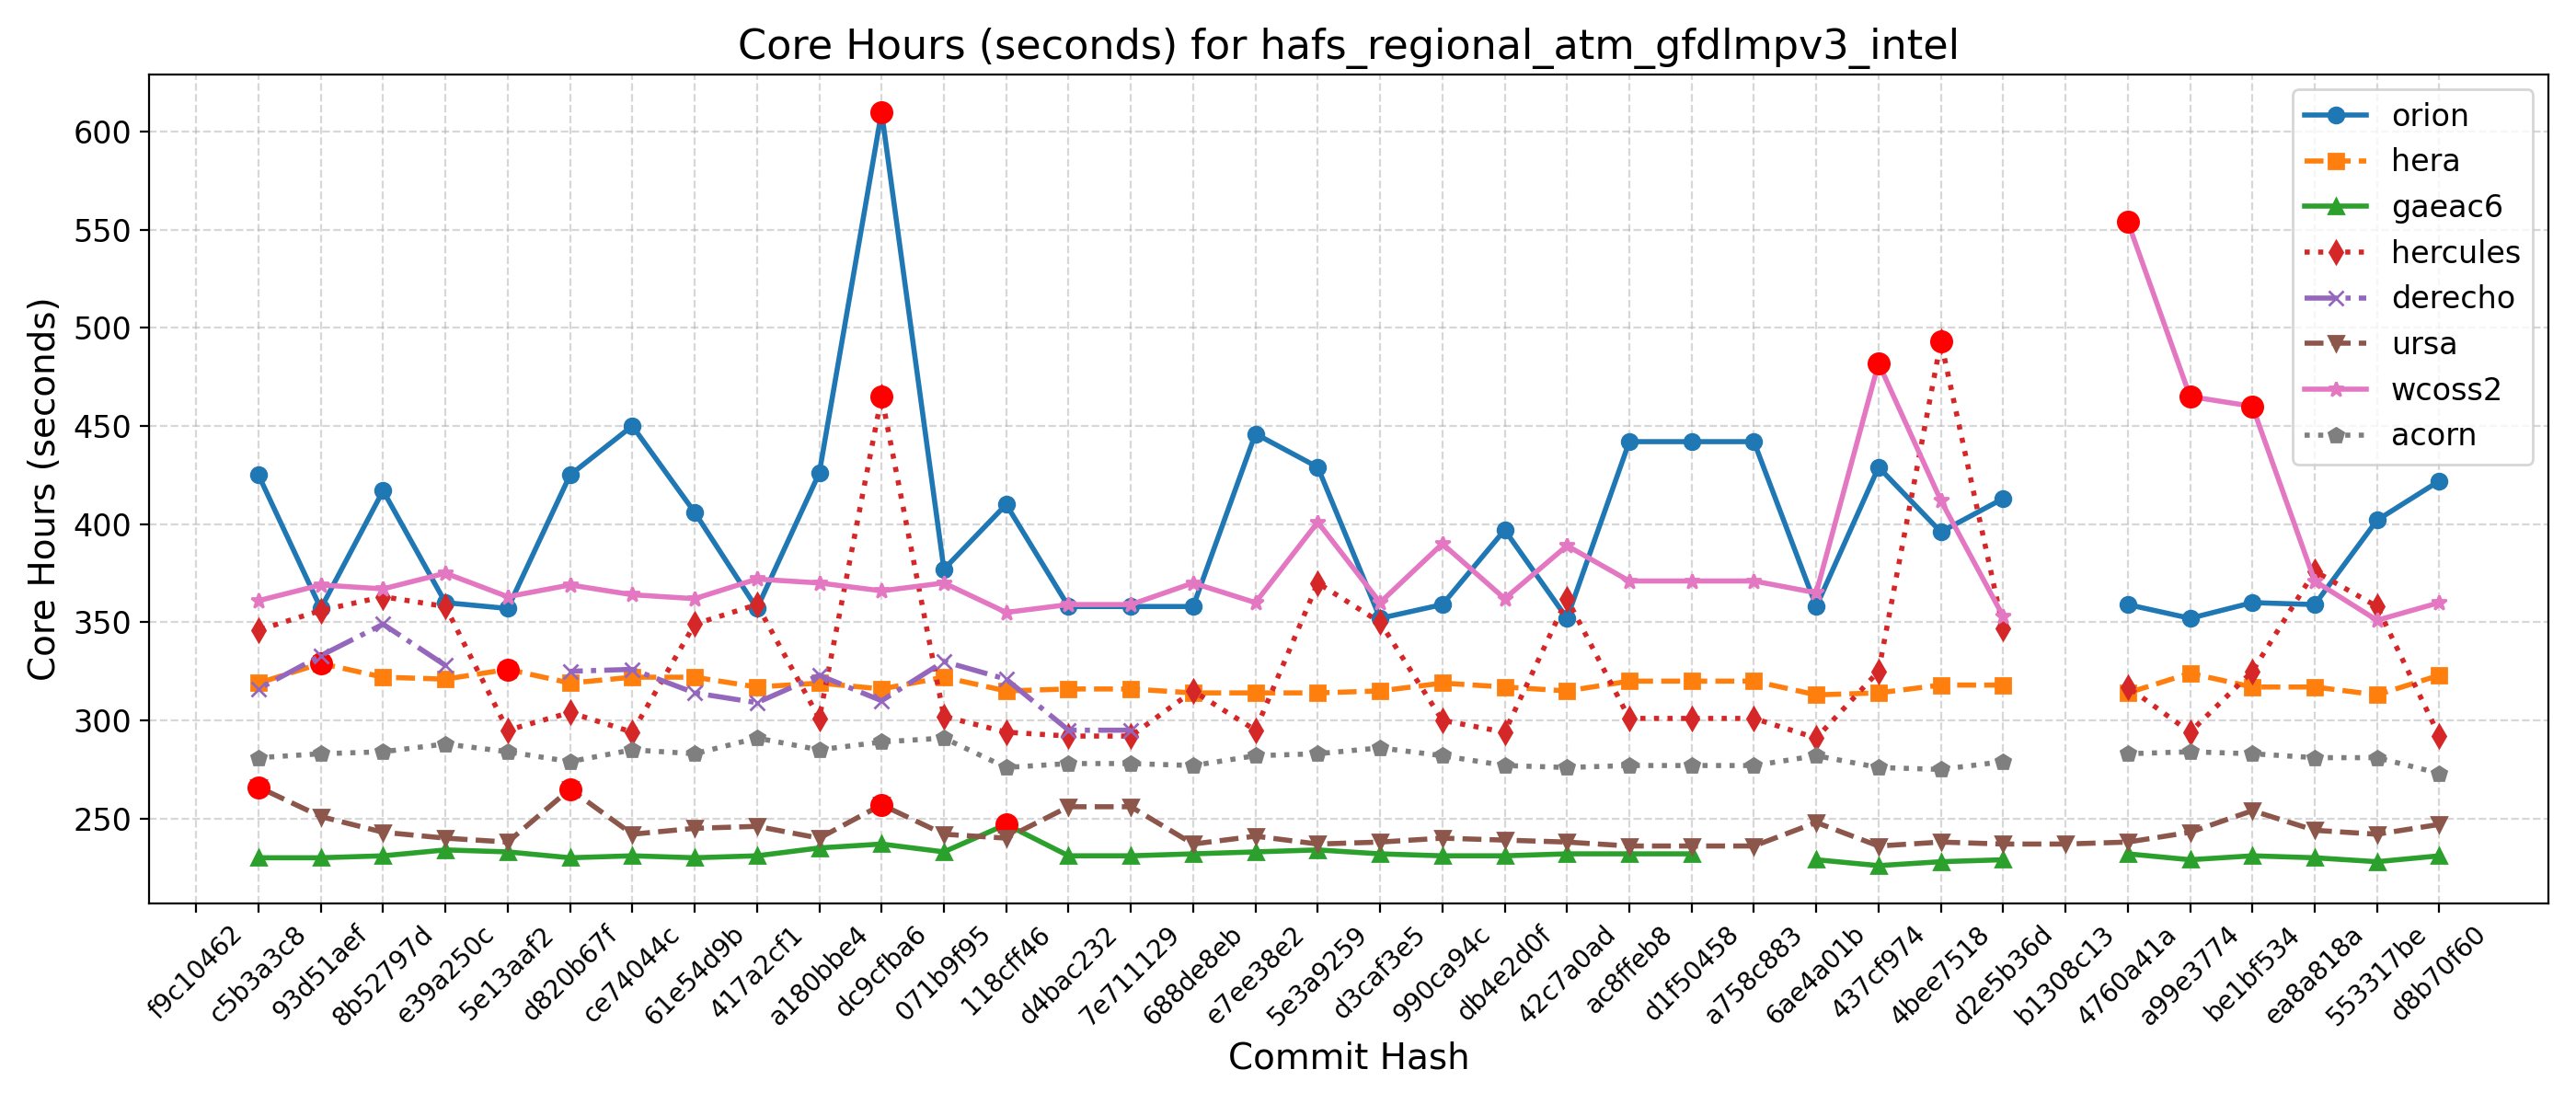 Core Hours (seconds) for hafs_regional_atm_gfdlmpv3_intel
Core Hours (seconds)
600
550
500
450
400
350
300
250
orion
hera
gaeac6
hercules
derecho
ursa
wcoss2
acorn
f9c10462
c5b3a3c8
93d51aef
8b52797d
e39a250c
5e13aaf2
d820b67f
ce74044c
61e54d9b
417a2cf1
a180bbe4
dc9cfba6
071b9f95
118cff46
d4bac232
7e711129
688de8eb
e7ee38e2
5e3a9259
d3caf3e5
990ca94c
db4e2d0f
42c7a0ad
ac8ffeb8
d1f50458
a758c883
6ae4a01b
437cf974
4bee7518
d2e5b36d
b1308c13
4760a41a
a99e3774
be1bf534
ea8a818a
553317be
d8b70f60
Commit Hash